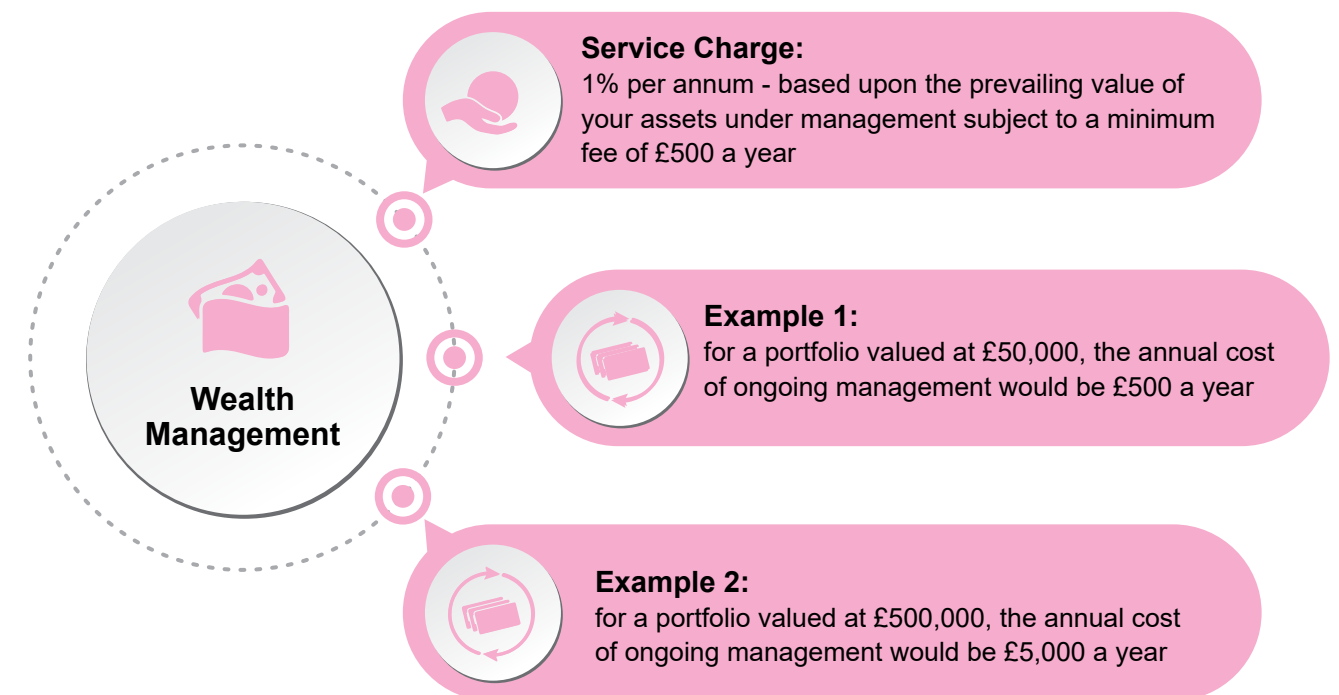 Service Charge:
1% per annum - based upon the prevailing value of
your assets under management subject to a minimum
fee of £500 a year
Wealth
Management
Example 1:
for a portfolio valued at £50,000, the annual cost
of ongoing management would be £500 a year
Example 2:
for a portfolio valued at £500,000, the annual cost
of ongoing management would be £5,000 a year